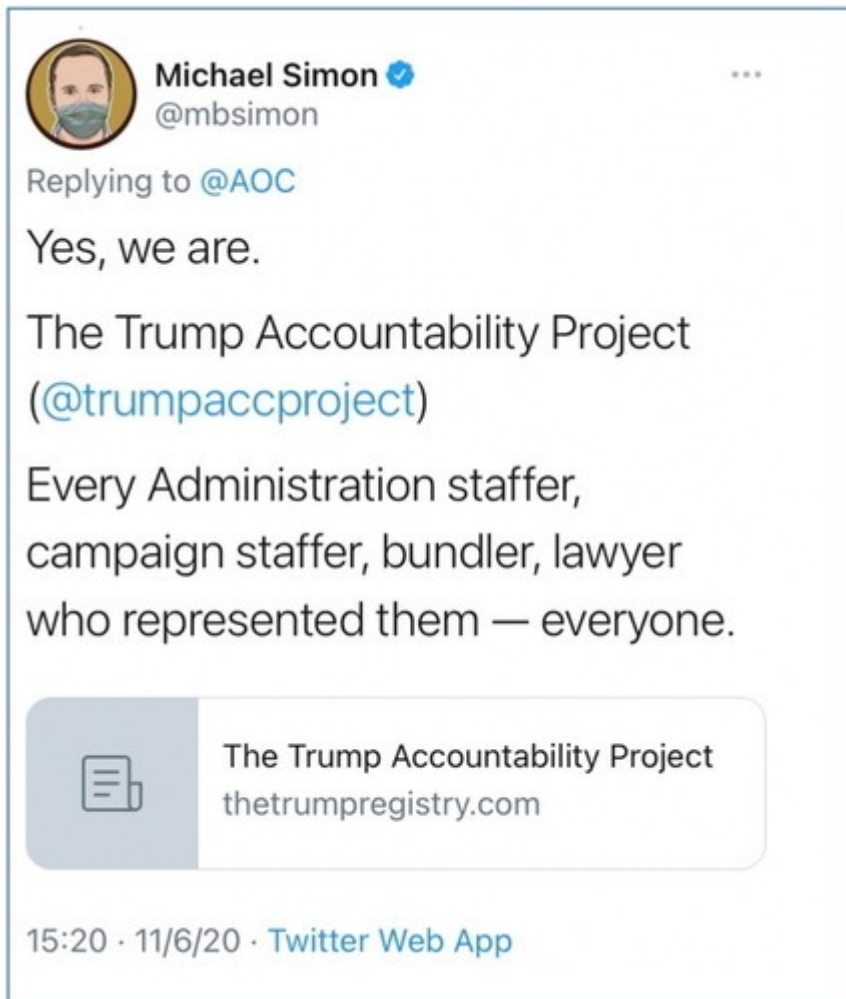 Michael Simon
@mbsimon
Replying to @AOC
Yes, we are.
The Trump Accountability Project
(@trumpaccproject)
Every Administration staffer,
campaign staffer, bundler, lawyer
who represented them — everyone.
The Trump Accountability Project
thetrumpregistry.com
15:20 · 11/6/20 · Twitter Web App